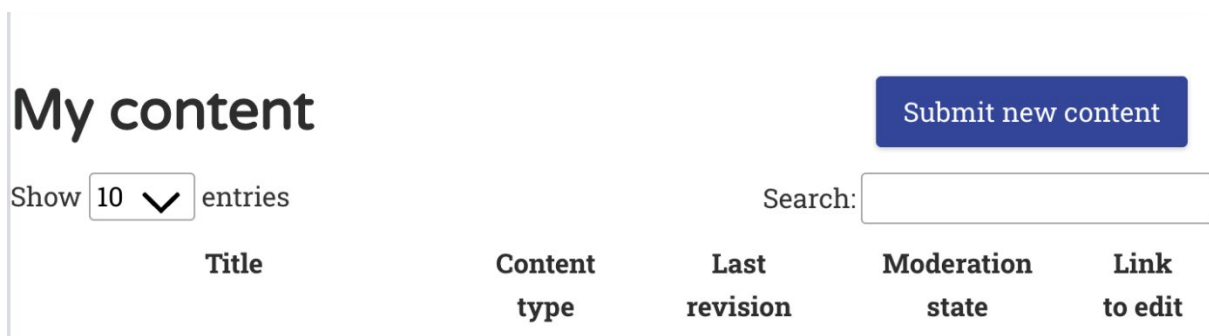 My content
Submit new content
Show 10 entries
Search:
Title Content type Last revision Moderation state Link to edit